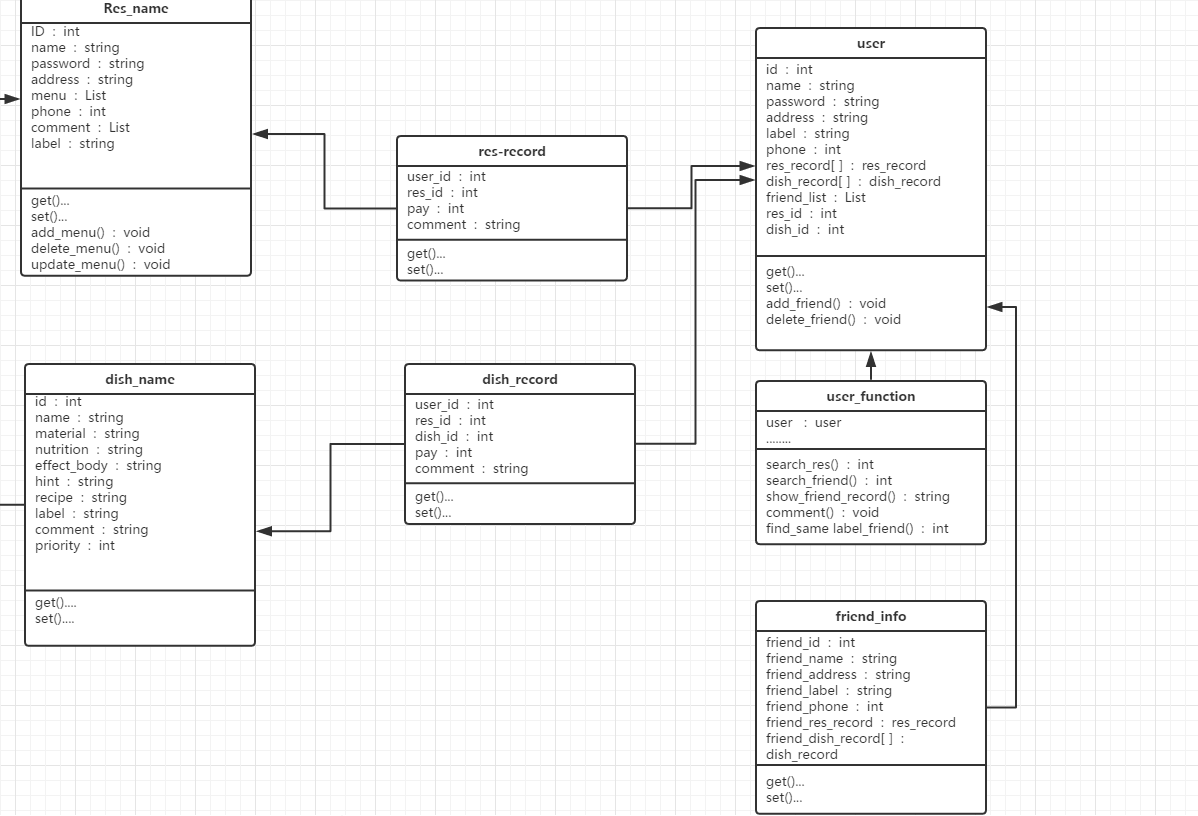 Res_name
ID : int
name : string
password : string
address : string
menu : List
phone : int
comment : List
label : string
get()...
set()...
add_menu() : void
delete_menu() : void
update_menu() : void
res-record
user_id : int
res_id : int
pay : int
comment : string
get()...
set()...
user
id : int
name : string
password : string
address : string
label : string
phone : int
res_record[ ] : res_record
dish_record[ ] : dish_record
friend_list : List
res_id : int
dish_id : int
get()...
set()...
add_friend() : void
delete_friend() : void
dish_name
id : int
name : string
material : string
nutrition : string
effect_body : string
hint : string
recipe : string
label : string
comment : string
priority : int
get()....
set()....
dish_record
user_id : int
res_id : int
dish_id : int
pay : int
comment : string
get()...
set()...
user_function
user : user
........
search_res() : int
search_friend() : int
show_friend_record() : string
comment() : void
find_same label_friend() : int
friend_info
friend_id : int
friend_name : string
friend_address : string
friend_label : string
friend_phone : int
friend_res_record : res_record
friend_dish_record[ ] :
dish_record
get()...
set()...